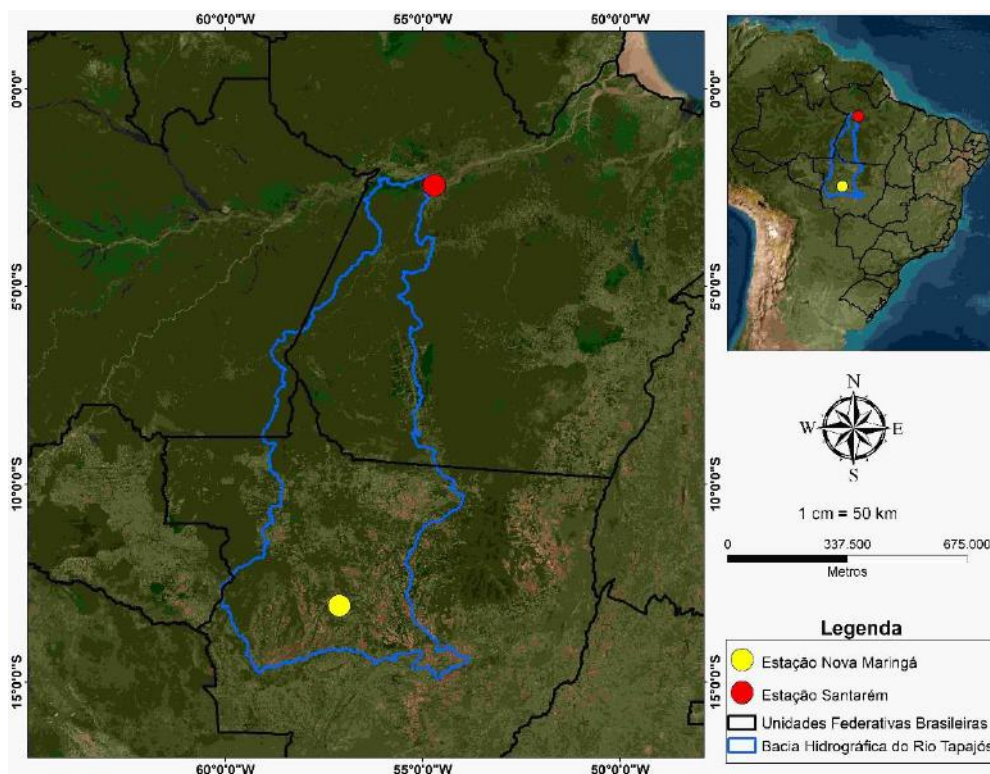 60°0'0"W 55°0'0"W 50°0'0"W
0°0'0"
5°0'0"S
10°0'0"S
15°0'0"S
0°0'0"
5°0'0"S
10°0'0"S
15°0'0"S
60°0'0"W 55°0'0"W 50°0'0"W
N
W E
S
1 cm = 50 km
0 337.500 675.000
Metros
Legenda
Estação Nova Maringá
Estação Santarém
Unidades Federativas Brasileiras
Bacia Hidrográfica do Rio Tapajós